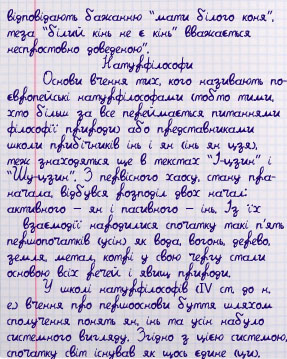 відповідають бажанню "мати білого коня",
теза "білий кінь не є кінь" вважається
неспростовно доведеною".
Натурфілософи
Основи вчення тих, кого називають по-
європейські натурфілософами (тобто тими,
хто більш за все переймається питаннями
філософії природи) або представниками
школи прибічників інь і ян (інь ян цзя),
теж знаходяться ще в текстах "І-цзин" і
"Шу-цзин". З первісного хаосу, стану пра-
начала, відбувся розподіл двох начал:
активного - ян і пасивного - інь. Із їх
взаємодії народилися спочатку такі п'ять
першопочатків (усін) як вода, вогонь, дерево,
земля, метал, котрі у свою чергу стали
основою всіх речей і явищ природи.
У школі натурфілософів (IV ст. до н.
е) вчення про першооснови буття шляхом
сполучення понять ян, інь та усін набуло
системного вигляду. Згідно з цією системою,
спочатку світ існував як щось єдине (ци),